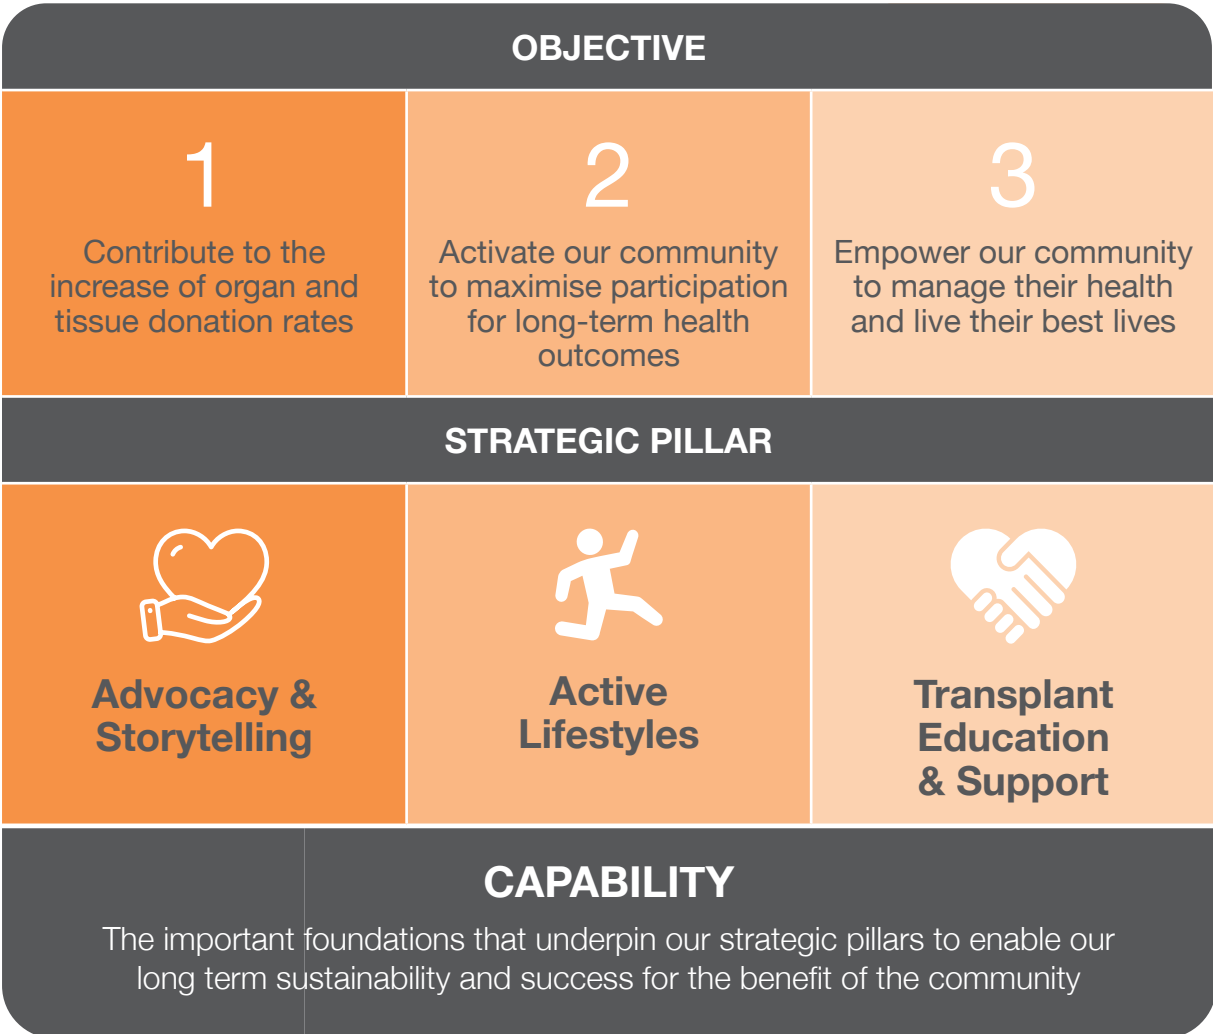 OBJECTIVE
1
Contribute to the
increase of organ and
tissue donation rates
2
Activate our community
to maximise participation
for long-term health
outcomes
3
Empower our community
to manage their health
and live their best lives
STRATEGIC PILLAR
Advocacy &
Storytelling
Active
Lifestyles
Transplant
Education
& Support
CAPABILITY
The important foundations that underpin our strategic pillars to enable our
long term sustainability and success for the benefit of the community